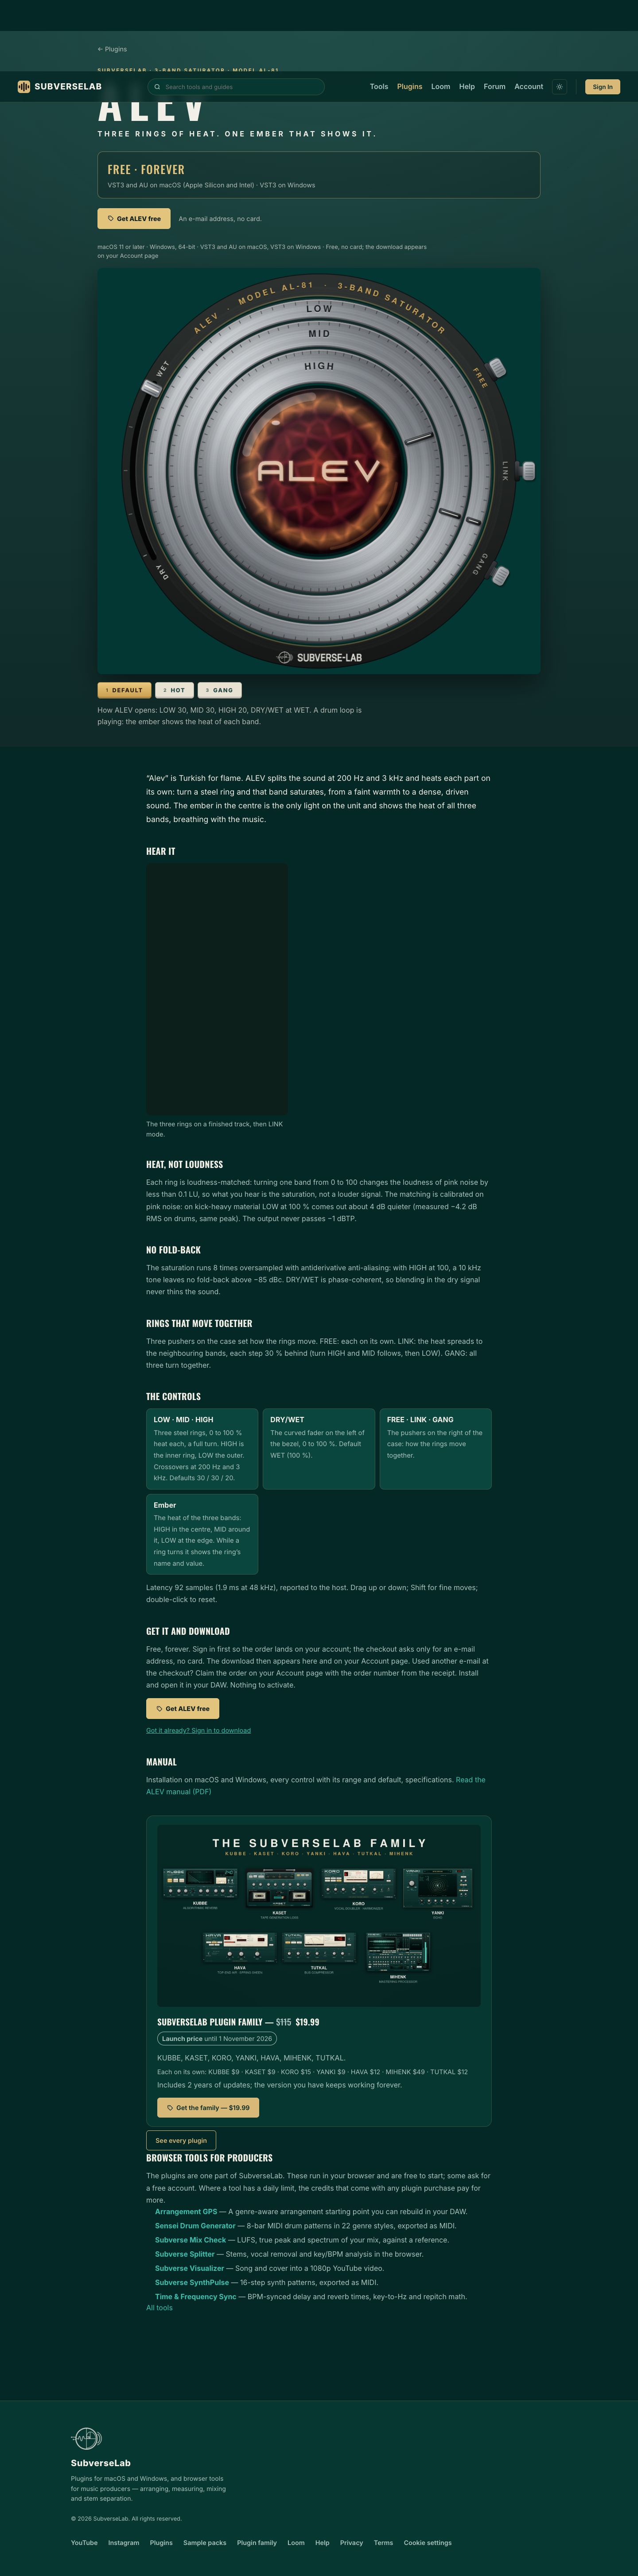 ← Plugins
SUBVERSELAB · 3-BAND SATURATOR · MODEL AL-81
SUBVERSELAB
Search tools and guides
Tools
Plugins
Loom
Help
Forum
Account
Sign In
ALEV
THREE RINGS OF HEAT. ONE EMBER THAT SHOWS IT.
FREE · FOREVER
VST3 and AU on macOS (Apple Silicon and Intel) · VST3 on Windows
Get ALEV free
An e-mail address, no card.
macOS 11 or later · Windows, 64-bit · VST3 and AU on macOS, VST3 on Windows · Free, no card; the download appears
on your Account page
ALEV · MODEL AL-81 · 3-BAND SATURATOR
LOW
MID
HIGH
WET
FREE
ALEV
LINK
DRY
GANG
SUBVERSE-LAB
1 DEFAULT
2 HOT
3 GANG
How ALEV opens: LOW 30, MID 30, HIGH 20, DRY/WET at WET. A drum loop is
playing: the ember shows the heat of each band.
“Alev” is Turkish for flame. ALEV splits the sound at 200 Hz and 3 kHz and heats each part on
its own: turn a steel ring and that band saturates, from a faint warmth to a dense, driven
sound. The ember in the centre is the only light on the unit and shows the heat of all three
bands, breathing with the music.
HEAR IT
The three rings on a finished track, then LINK
mode.
HEAT, NOT LOUDNESS
Each ring is loudness-matched: turning one band from 0 to 100 changes the loudness of pink noise by
less than 0.1 LU, so what you hear is the saturation, not a louder signal. The matching is calibrated on
pink noise: on kick-heavy material LOW at 100 % comes out about 4 dB quieter (measured −4.2 dB
RMS on drums, same peak). The output never passes −1 dBTP.
NO FOLD-BACK
The saturation runs 8 times oversampled with antiderivative anti-aliasing: with HIGH at 100, a 10 kHz
tone leaves no fold-back above −85 dBc. DRY/WET is phase-coherent, so blending in the dry signal
never thins the sound.
RINGS THAT MOVE TOGETHER
Three pushers on the case set how the rings move. FREE: each on its own. LINK: the heat spreads to
the neighbouring bands, each step 30 % behind (turn HIGH and MID follows, then LOW). GANG: all
three turn together.
THE CONTROLS
LOW · MID · HIGH
Three steel rings, 0 to 100 %
heat each, a full turn. HIGH is
the inner ring, LOW the outer.
Crossovers at 200 Hz and 3
kHz. Defaults 30 / 30 / 20.
DRY/WET
The curved fader on the left of
the bezel, 0 to 100 %. Default
WET (100 %).
FREE · LINK · GANG
The pushers on the right of the
case: how the rings move
together.
Ember
The heat of the three bands:
HIGH in the centre, MID around
it, LOW at the edge. While a
ring turns it shows the ring’s
name and value.
Latency 92 samples (1.9 ms at 48 kHz), reported to the host. Drag up or down; Shift for fine moves;
double-click to reset.
GET IT AND DOWNLOAD
Free, forever. Sign in first so the order lands on your account; the checkout asks only for an e-mail
address, no card. The download then appears here and on your Account page. Used another e-mail at
the checkout? Claim the order on your Account page with the order number from the receipt. Install
and open it in your DAW. Nothing to activate.
Get ALEV free
Got it already? Sign in to download
MANUAL
Installation on macOS and Windows, every control with its range and default, specifications. Read the
ALEV manual (PDF)
THE SUBVERSELAB FAMILY
KUBBE · KASET · KORO · YANKI · HAVA · TUTKAL · MIHENK
KUBBE
KASET
KORO
YANKI
HAVA
TUTKAL
MIHENK
SUBVERSELAB PLUGIN FAMILY — $115 $19.99
Launch price until 1 November 2026
KUBBE, KASET, KORO, YANKI, HAVA, MIHENK, TUTKAL.
Each on its own: KUBBE $9 · KASET $9 · KORO $15 · YANKI $9 · HAVA $12 · MIHENK $49 · TUTKAL $12
Includes 2 years of updates; the version you have keeps working forever.
Get the family — $19.99
See every plugin
BROWSER TOOLS FOR PRODUCERS
The plugins are one part of SubverseLab. These run in your browser and are free to start; some ask for
a free account. Where a tool has a daily limit, the credits that come with any plugin purchase pay for
more.
Arrangement GPS — A genre-aware arrangement starting point you can rebuild in your DAW.
Sensei Drum Generator — 8-bar MIDI drum patterns in 22 genre styles, exported as MIDI.
Subverse Mix Check — LUFS, true peak and spectrum of your mix, against a reference.
Subverse Splitter — Stems, vocal removal and key/BPM analysis in the browser.
Subverse Visualizer — Song and cover into a 1080p YouTube video.
Subverse SynthPulse — 16-step synth patterns, exported as MIDI.
Time & Frequency Sync — BPM-synced delay and reverb times, key-to-Hz and repitch math.
All tools
SubverseLab
Plugins for macOS and Windows, and browser tools
for music producers — arranging, measuring, mixing
and stem separation.
© 2026 SubverseLab. All rights reserved.
YouTube
Instagram
Plugins
Sample packs
Plugin family
Loom
Help
Privacy
Terms
Cookie settings